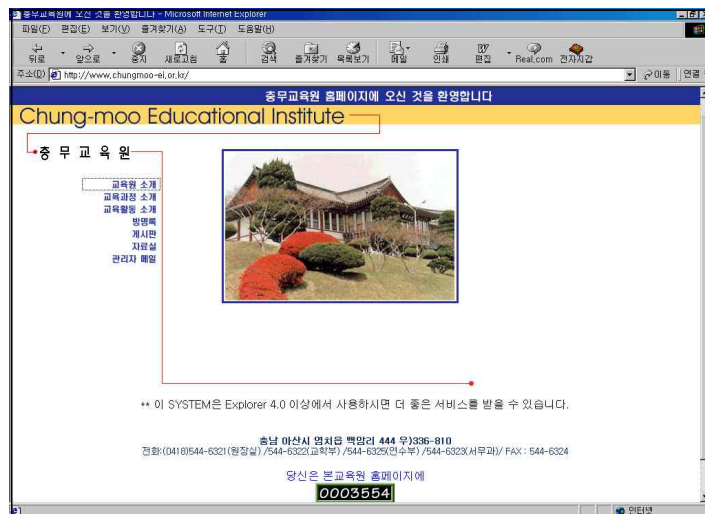 충무교육원에 오신 것을 환영합니다 - Microsoft Internet Explorer
파일(F) 편집(E) 보기(V) 즐겨찾기(A) 도구(T) 도움말(H)
뒤로 앞으로 중지 새로고침 홈 검색 즐겨찾기 목록보기 메일 인쇄 편집 Real.com 전자지갑
주소(D) http://www.chungmoo-ei.or.kr/ 이동 연결
충무교육원 홈페이지에 오신 것을 환영합니다
Chung-moo Educational Institute
충 무 교 육 원
교육원 소개
교육과정 소개
교육활동 소개
방명록
게시판
자료실
관리자 메일
** 이 SYSTEM은 Explorer 4.0 이상에서 사용하시면 더 좋은 서비스를 받을 수 있습니다.
충남 아산시 염치읍 백암리 444 우)336-810
전화:(0418)544-6321(원장실) /544-6322(교학부) /544-6325(연수부) /544-6323(서무과)/ FAX : 544-6324
당신은 본교육원 홈페이지에
0003554
인터넷